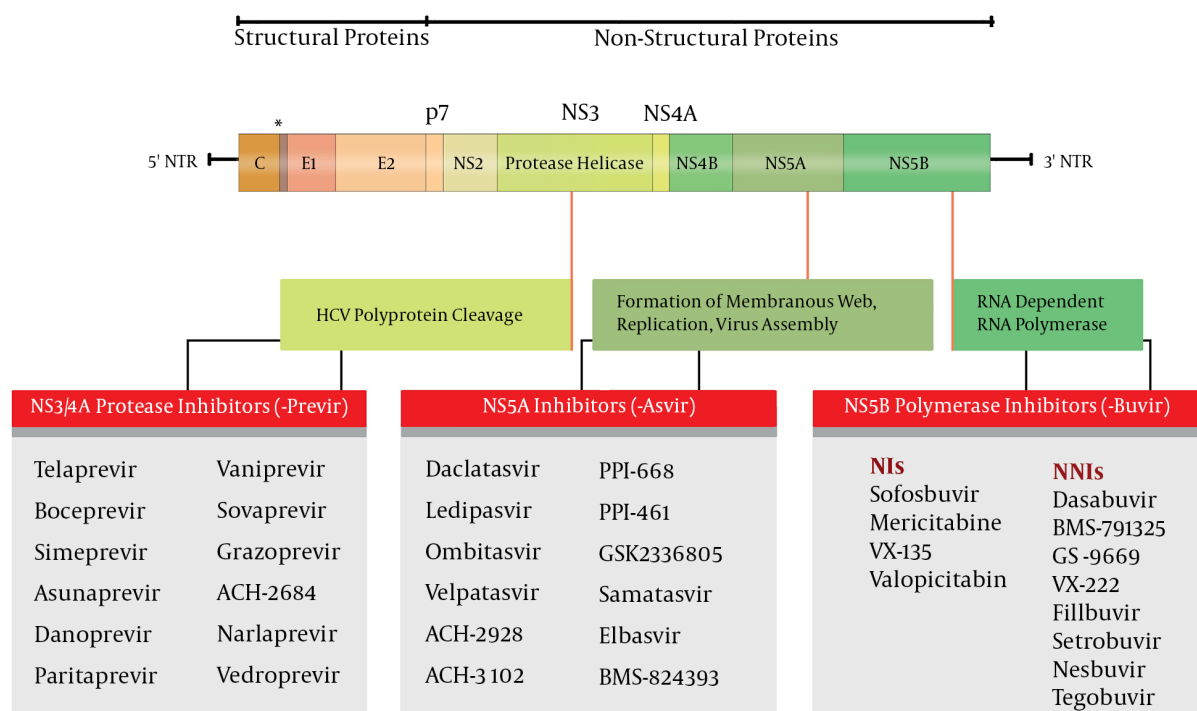 Structural Proteins
Non-Structural Proteins
p7
NS3
NS4A
*
5' NTR
C
E1
E2
NS2
Protease Helicase
NS4B
NS5A
NS5B
3' NTR
HCV Polyprotein Cleavage
Formation of Membranous Web,
Replication, Virus Assembly
RNA Dependent
RNA Polymerase
NS3/4A Protease Inhibitors (-Previr)
Telaprevir
Boceprevir
Simeprevir
Asunaprevir
Danoprevir
Paritaprevir
Vaniprevir
Sovaprevir
Grazoprevir
ACH-2684
Narlaprevir
Vedroprevir
NS5A Inhibitors (-Asvir)
Daclatasvir
Ledipasvir
Ombitasvir
Velpatasvir
ACH-2928
ACH-3 102
PPI-668
PPI-461
GSK2336805
Samatasvir
Elbasvir
BMS-824393
NS5B Polymerase Inhibitors (-Buvir)
NIs
Sofosbuvir
Mericitabine
VX-135
Valopicitabin
NNIs
Dasabuvir
BMS-791325
GS -9669
VX-222
Fillbuvir
Setrobuvir
Nesbuvir
Tegobuvir